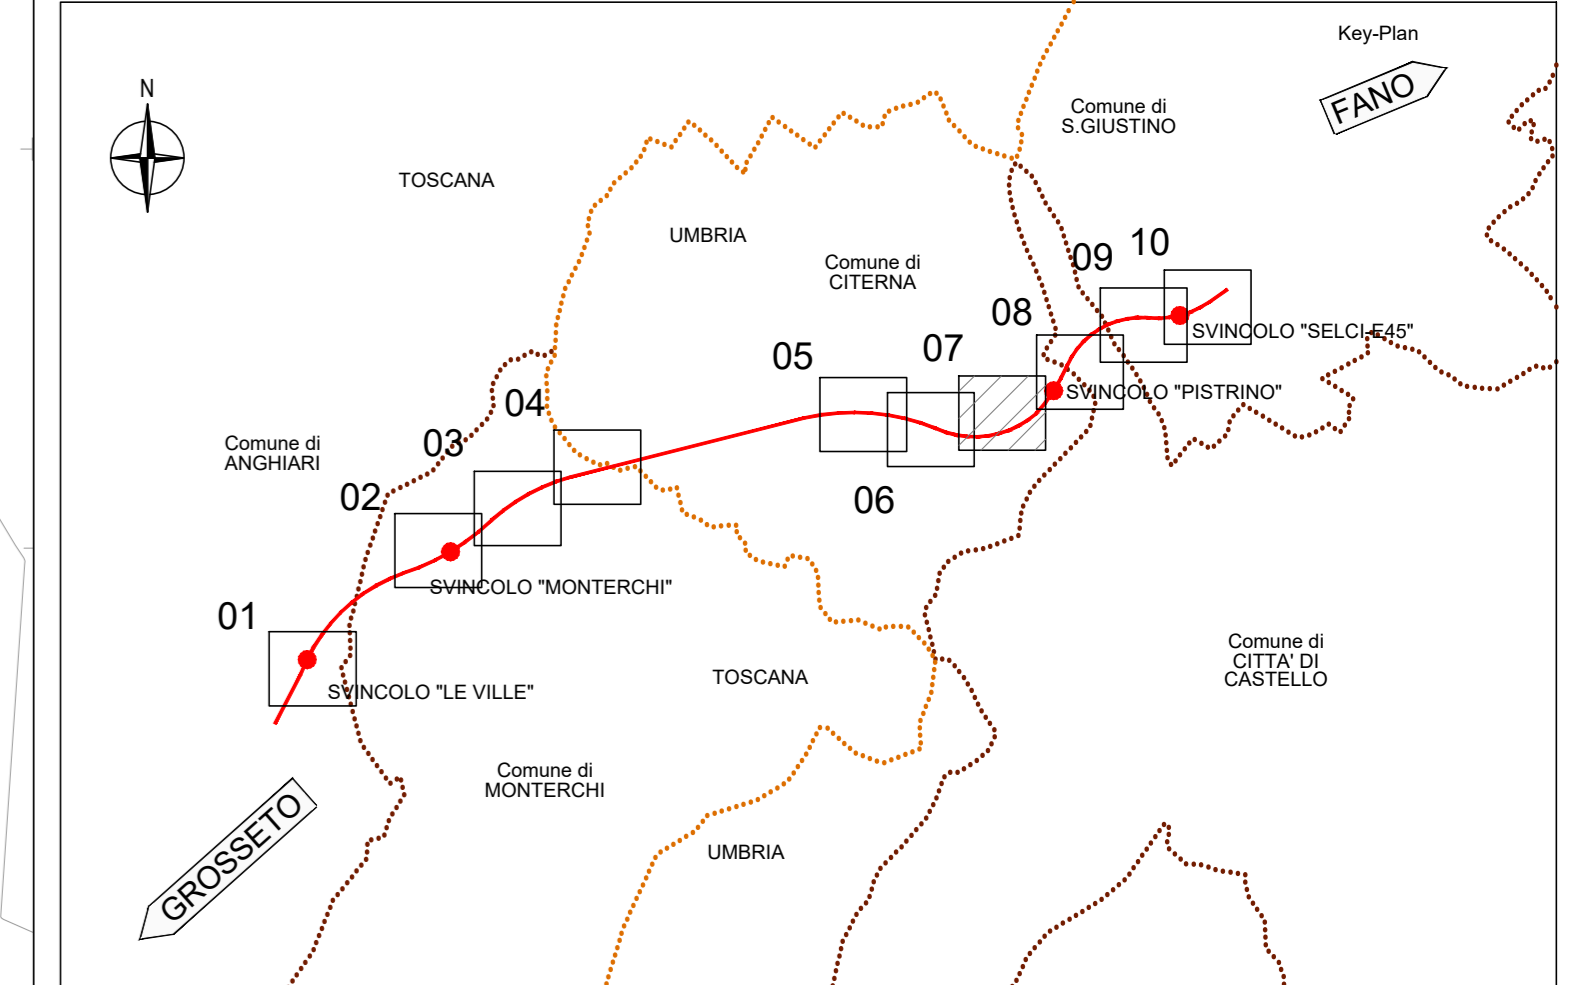 Key-Plan
FANO
N
Comune di
S.GIUSTINO
TOSCANA
UMBRIA
Comune di
CITERNA
10
09
08
SVINCOLO "SELCI-E45"
07
05
SVINCOLO "PISTRINO"
04
03
Comune di
ANGHIARI
02
06
SVINCOLO "MONTERCHI"
01
Comune di
CITTA' DI
CASTELLO
TOSCANA
SVINCOLO "LE VILLE"
Comune di
MONTERCHI
GROSSETO
UMBRIA